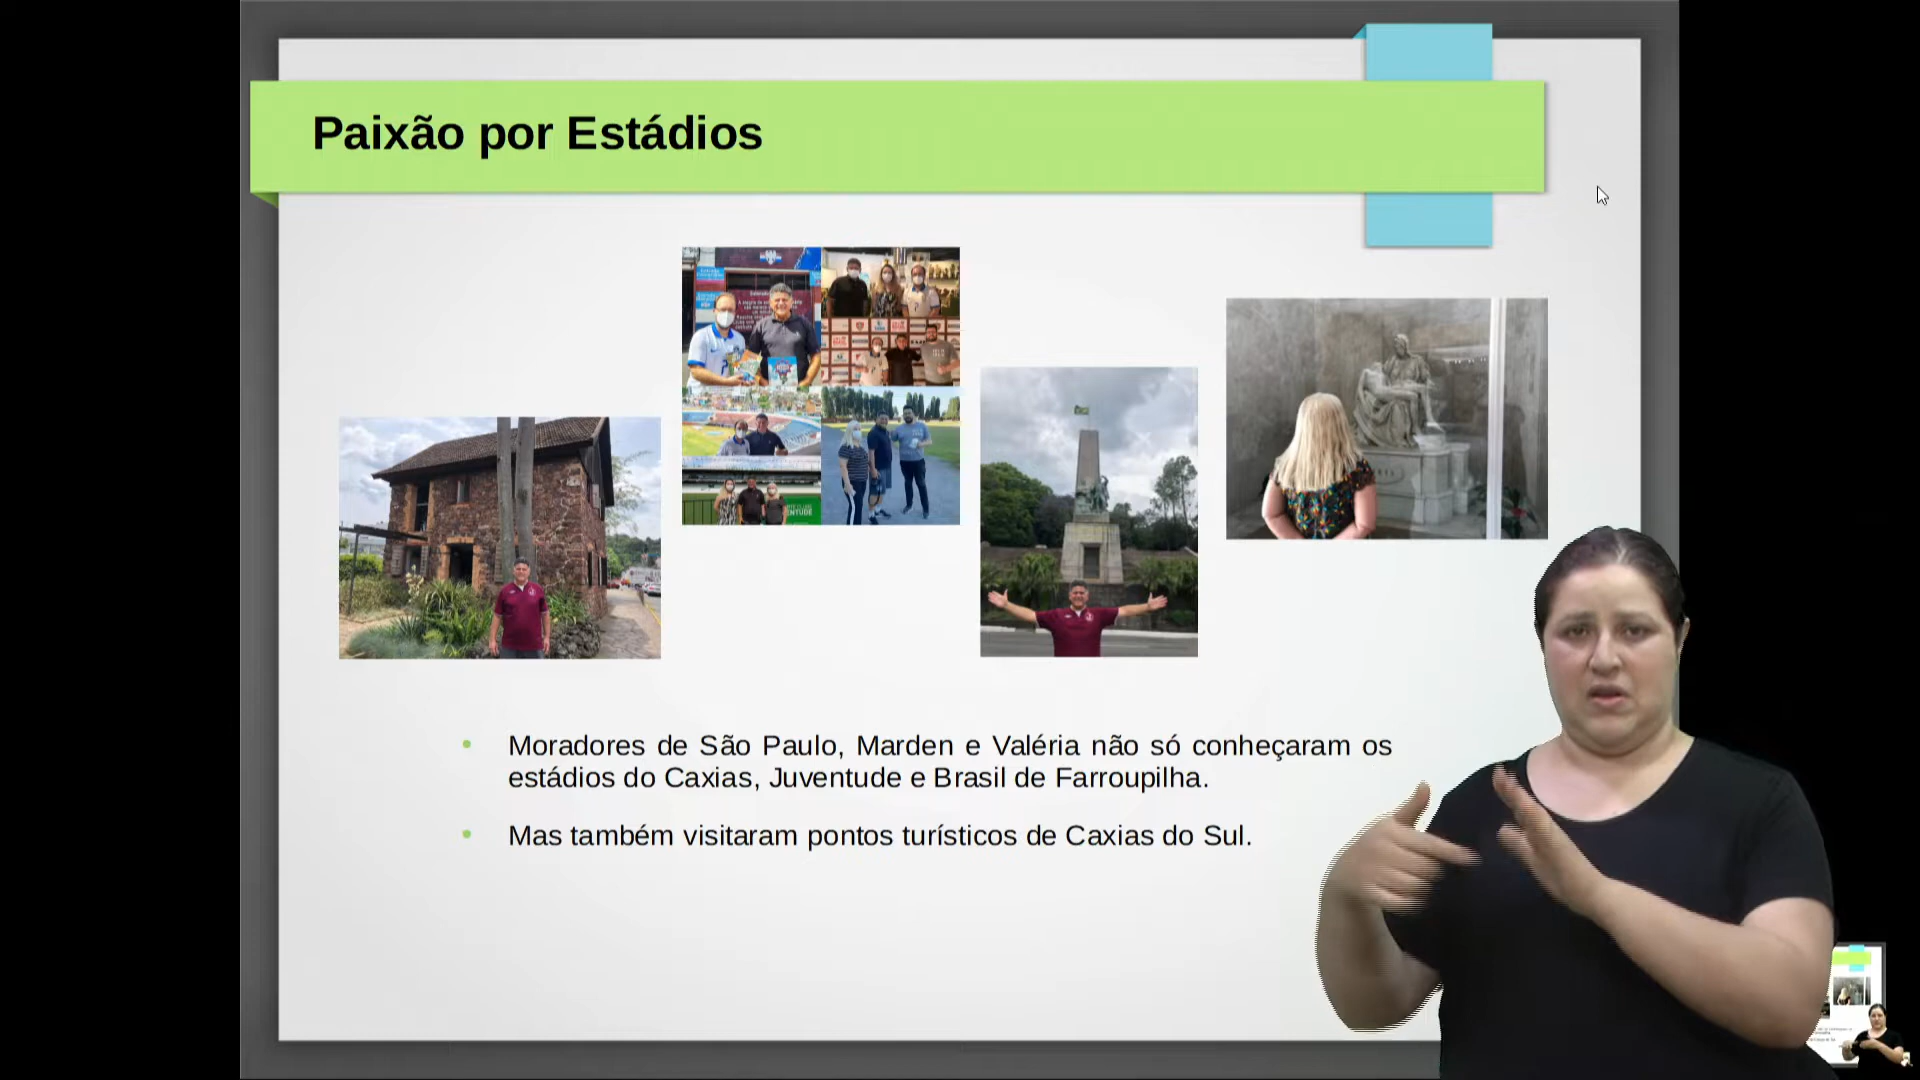 Paixão por Estádios
Moradores de São Paulo, Marden e Valéria não só conheçaram os
estádios do Caxias, Juventude e Brasil de Farroupilha.
Mas também visitaram pontos turísticos de Caxias do Sul.